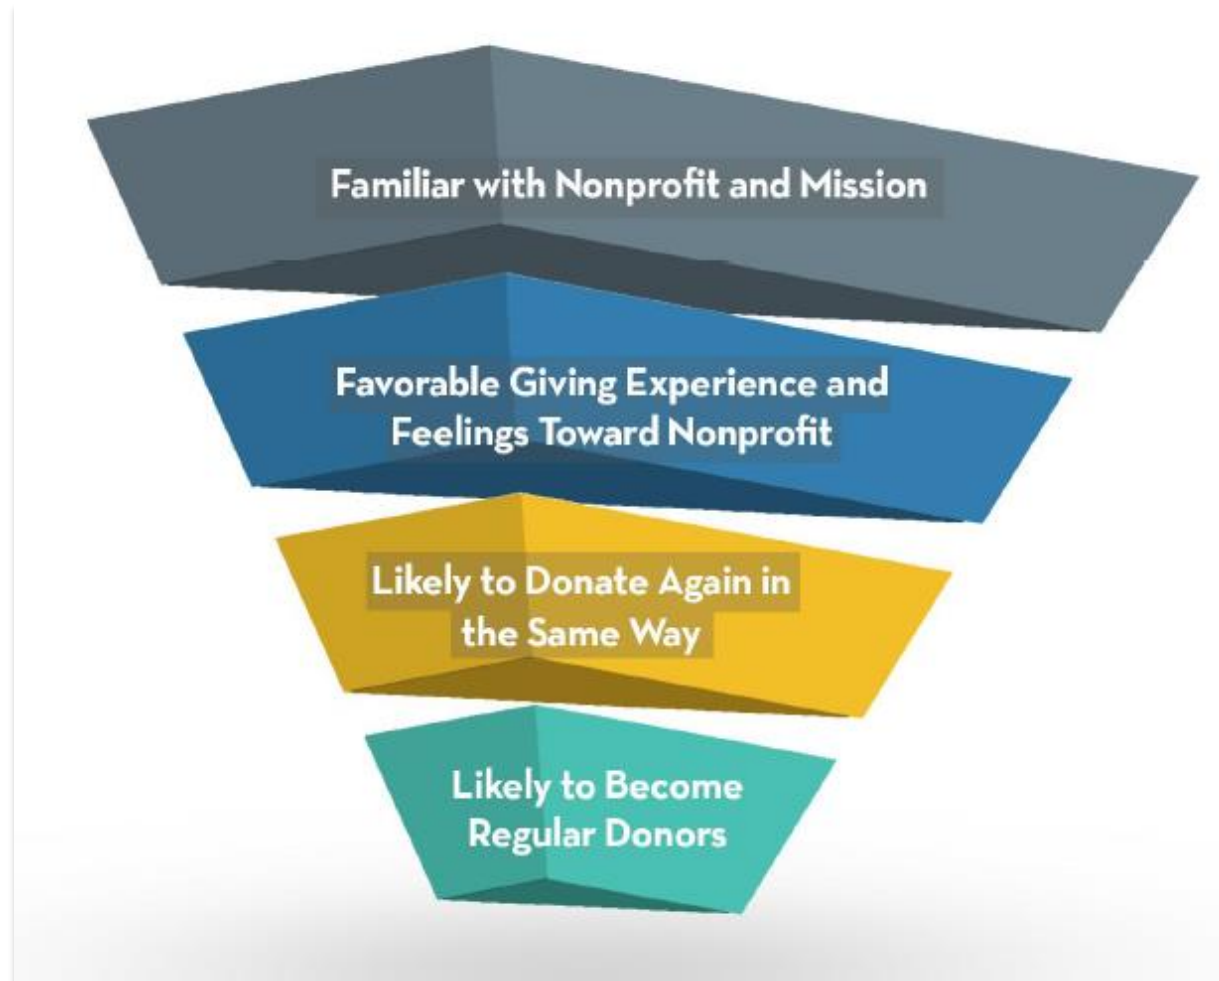 Familiar with Nonprofit and Mission
Favorable Giving Experience and
Feelings Toward Nonprofit
Likely to Donate Again in
the Same Way
Likely to Become
Regular Donors